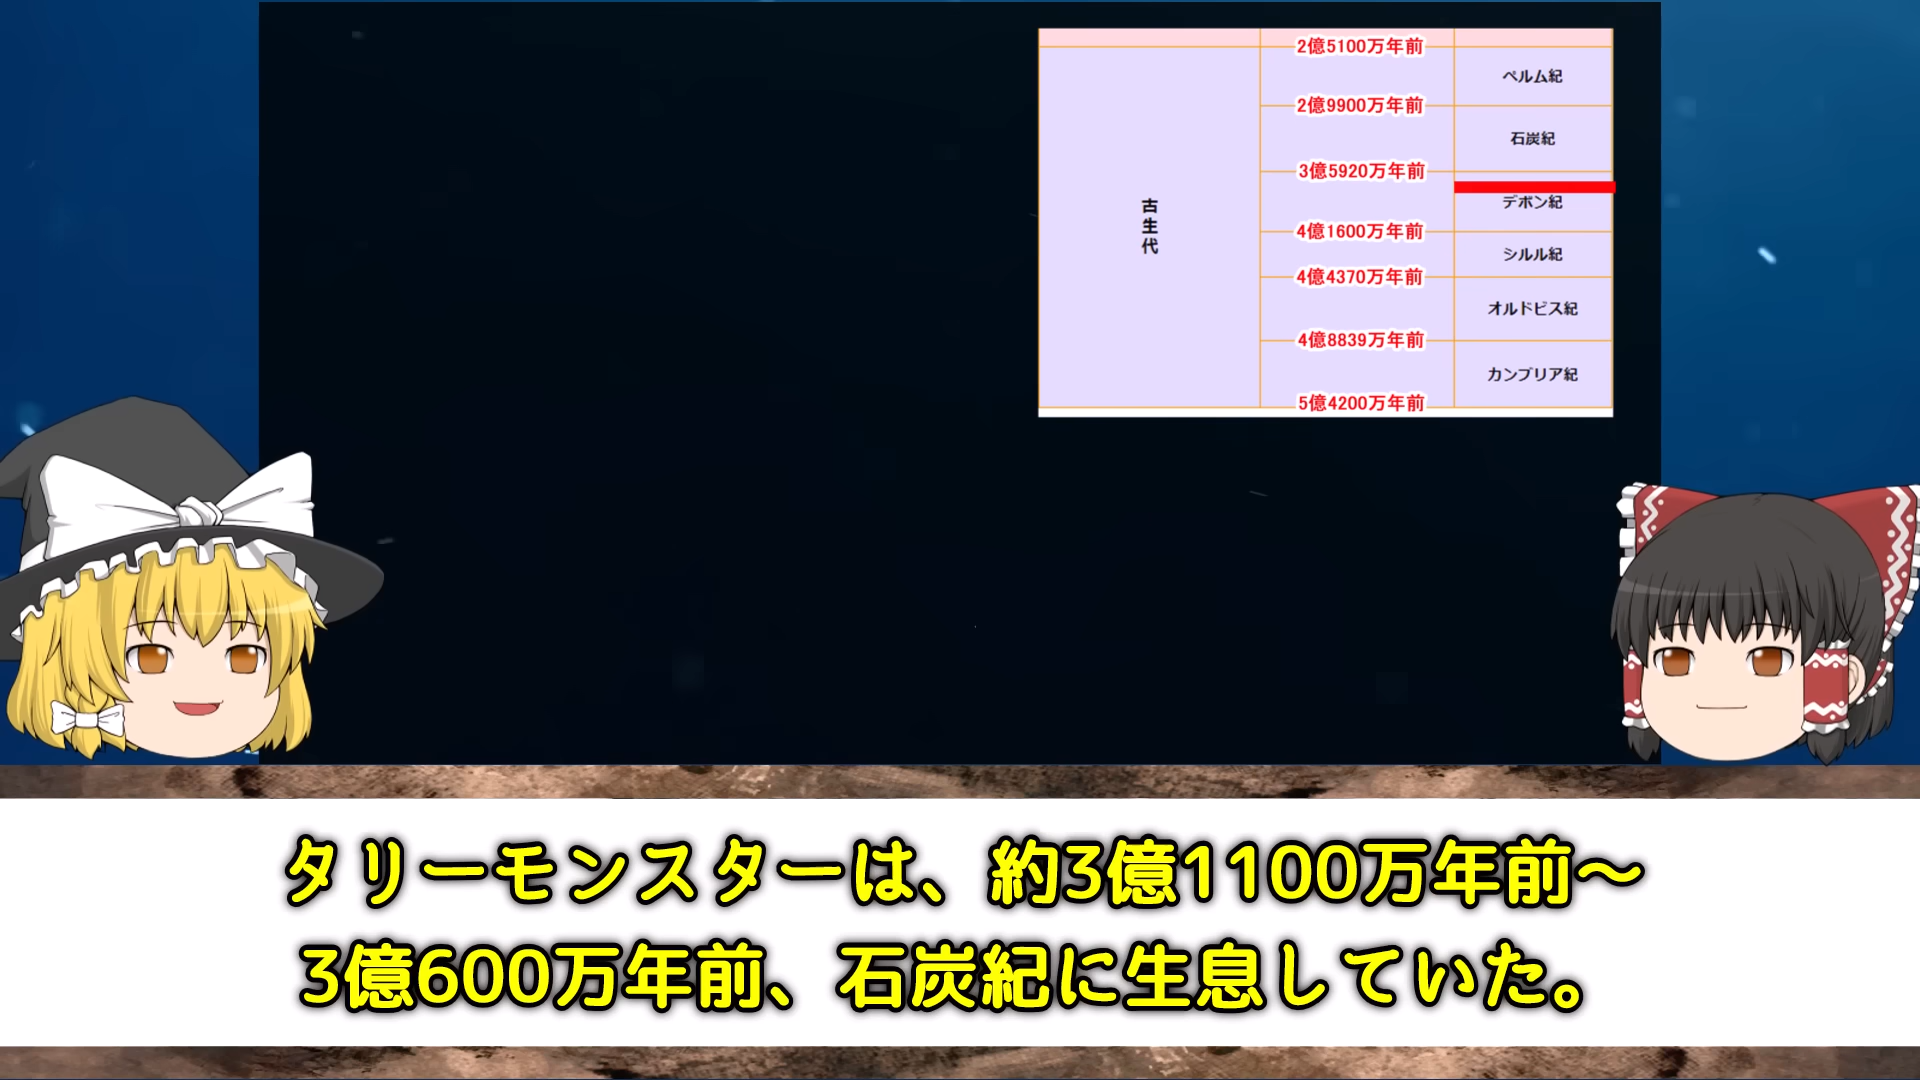 2億5100万年前
ペルム紀
2億9900万年前
石炭紀
3億5920万年前
デボン紀
古生代
4億1600万年前
シルル紀
4億4370万年前
オルドビス紀
4億8839万年前
カンブリア紀
5億4200万年前
タリーモンスターは、約3億1100万年前～
3億600万年前、石炭紀に生息していた。